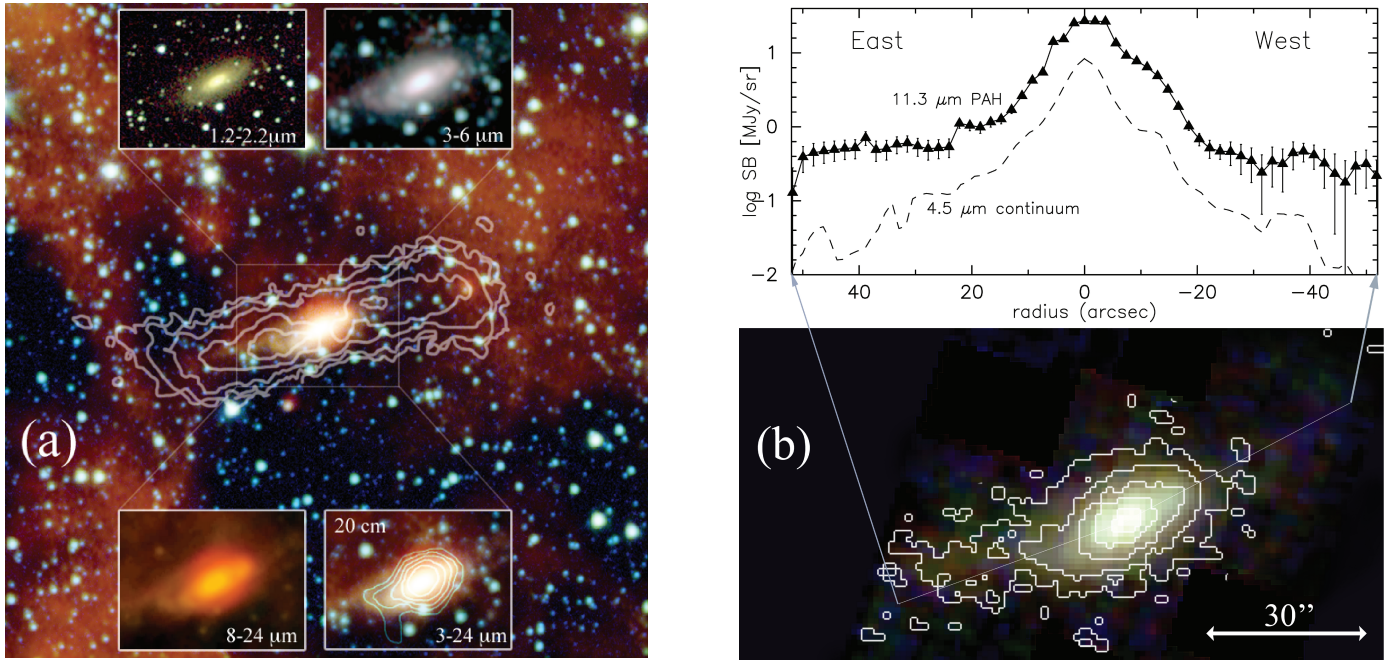 1.2-2.2μm
3-6 μm
(a)
8-24 μm
20 cm
3-24 μm
East
West
11.3 μm PAH
4.5 μm continuum
log SB [MJy/sr]
1
0
-1
-2
40
20
0
-20
-40
radius (arcsec)
(b)
30”